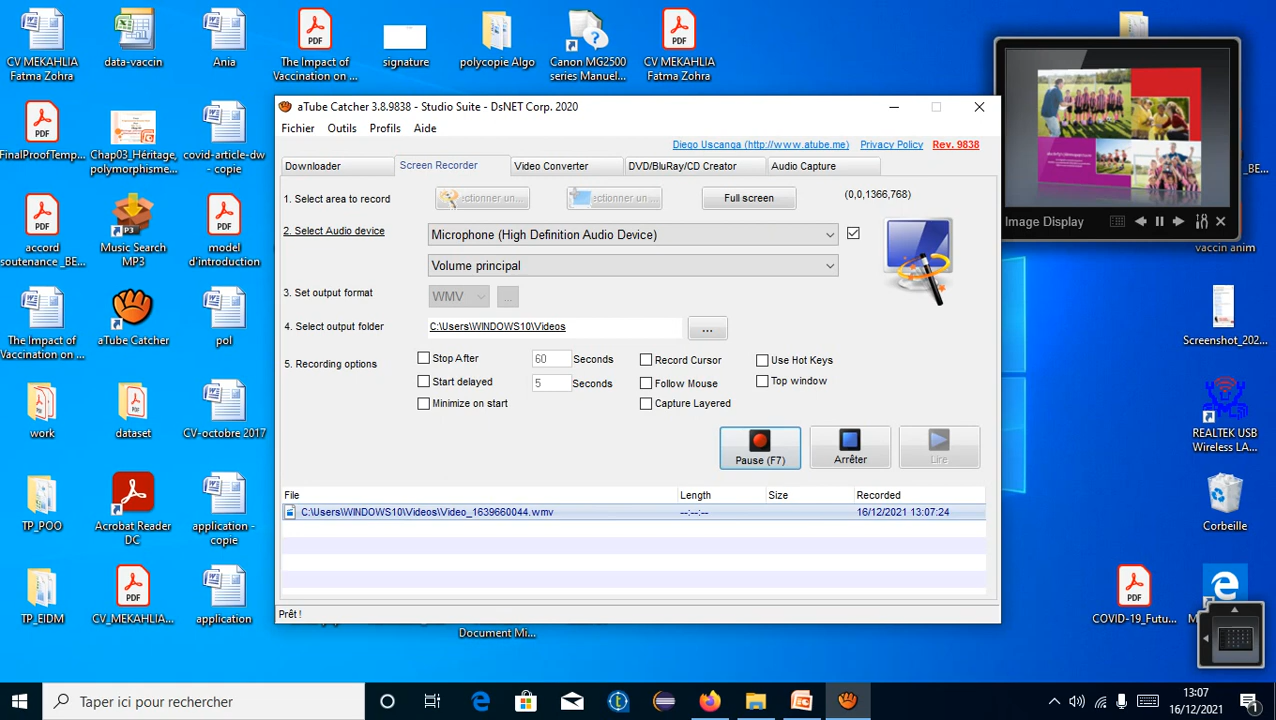 CV MEKAHLIA
Fatma Zohra
data-vaccin
Ania
The Impact of
Vaccination on ...
signature
polycopie Algo
Canon MG2500
series Manuel...
CV MEKAHLIA
Fatma Zohra
FinalProofTemp...
Chap03_Héritage,
polymorphisme...
covid-article-dw
- copie
accord
soutenance _BE...
Music Search
MP3
model
d'introduction
The Impact of
Vaccination on ...
aTube Catcher
pol
work
dataset
CV-octobre 2017
TP_POO
Acrobat Reader
DC
application -
copie
TP_EIDM
CV_MEKAHLIA...
application
aTube Catcher 3.8.9838 - Studio Suite - DsNET Corp. 2020
Fichier Outils Profils Aide
Diego Uscanga (http://www.atube.me) Privacy Policy Rev. 9838
Downloader Screen Recorder Video Converter DVD/BluRay/CD Creator Audio Capture
1. Select area to record ectionner un... ectionner un... Full screen (0,0,1366,768)
2. Select Audio device Microphone (High Definition Audio Device)
Volume principal
3. Set output format WMV ...
4. Select output folder C:\Users\WINDOWS10\Videos ...
5. Recording options Stop After 60 Seconds Record Cursor Use Hot Keys
Start delayed 5 Seconds Follow Mouse Top window
Minimize on start Capture Layered
Pause (F7) Arrêter Lire
File Length Size Recorded
C:\Users\WINDOWS10\Videos\Video_1639660044.wmv --:--:-- 16/12/2021 13:07:24
Prêt !
Document Mi...
Image Display
_BE...
vaccin anim
Screenshot_202...
REALTEK USB
Wireless LA...
Corbeille
COVID-19_Futu...
Taper ici pour rechercher
13:07
16/12/2021
1